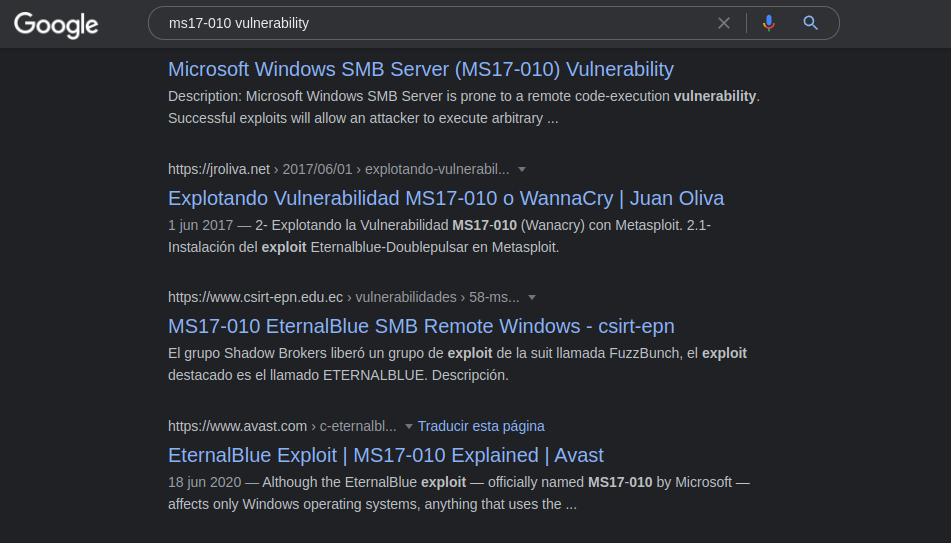 Google
ms17-010 vulnerability
Microsoft Windows SMB Server (MS17-010) Vulnerability
Description: Microsoft Windows SMB Server is prone to a remote code-execution vulnerability.
Successful exploits will allow an attacker to execute arbitrary ...
https://jroliva.net › 2017/06/01 › explotando-vulnerabil...
Explotando Vulnerabilidad MS17-010 o WannaCry | Juan Oliva
1 jun 2017 — 2- Explotando la Vulnerabilidad MS17-010 (Wanacry) con Metasploit. 2.1-
Instalación del exploit Eternalblue-Doublepulsar en Metasploit.
https://www.csirt-epn.edu.ec › vulnerabilidades › 58-ms...
MS17-010 EternalBlue SMB Remote Windows - csirt-epn
El grupo Shadow Brokers liberó un grupo de exploit de la suit llamada FuzzBunch, el exploit
destacado es el llamado ETERNALBLUE. Descripción.
https://www.avast.com › c-eternalbl... Traducir esta página
EternalBlue Exploit | MS17-010 Explained | Avast
18 jun 2020 — Although the EternalBlue exploit — officially named MS17-010 by Microsoft —
affects only Windows operating systems, anything that uses the ...